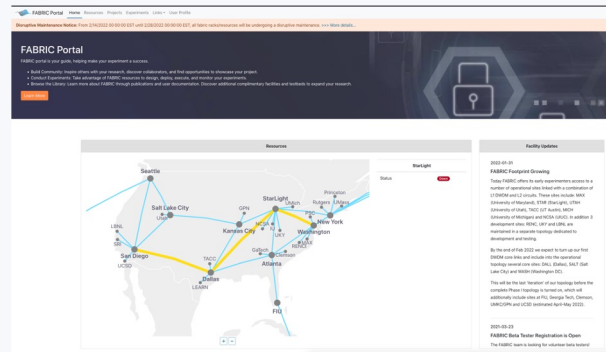 FABRIC Portal Home Resources Projects Experiments Links User Profile
Disruptive Maintenance Notice: From 2/14/2022 00:00:00 EST until 2/28/2022 00:00:00 EST, all fabric racks/resources will be undergoing a disruptive maintenance. >>> More details...
FABRIC Portal
FABRIC portal is your guide, helping make your experiment a success.
Build Community: Inspire others with your research, discover collaborators, and find opportunities to showcase your project.
Conduct Experiments: Take advantage of FABRIC resources to design, deploy, execute, and monitor your experiments.
Browse the Library: Learn more about FABRIC through publications and user documentation. Discover additional complimentary facilities and testbeds to expand your research.
Learn More
Resources
Seattle
Salt Lake City
Utah
LBNL
SRI
San Diego
UCSD
GPN
Kansas City
StarLight
NCSA
IU
UKY
UMich
Princeton
Rutgers
UMass
PSC
New York
Washington
MAX
RENCI
TACC
Dallas
LEARN
GaTech
Clemson
Atlanta
FIU
+ −
StarLight
Status
Down
Facility Updates
2022-01-31
FABRIC Footprint Growing
Today FABRIC offers its early experimenters access to a
number of operational sites linked with a combination of
L1 DWDM and L2 circuits. These sites include: MAX
(University of Maryland), STAR (StarLight), UTAH
(University of Utah), TACC (UT Austin), MICH
(University of Michigan) and NCSA (UIUC). In addition 3
development sites: RENC, UKY and LBNL are
maintained in a separate topology dedicated to
development and testing.
By the end of Feb 2022 we expect to turn up our first
DWDM core links and include into the operational
topology several core sites: DALL (Dallas), SALT (Salt
Lake City) and WASH (Washington DC).
This will be the last 'iteration' of our topology before the
complete Phase I topology is turned, which will
additionally include sites at FIU, Georgia Tech, Clemson,
UMKC/GPN and UCSD (estimated April-May 2022).
2021-03-23
FABRIC Beta Tester Registration is Open
The FABRIC team is looking for volunteer beta testers!